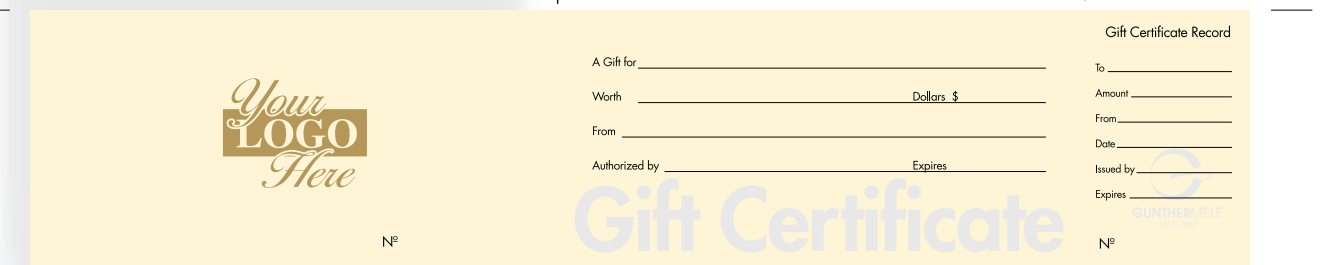 Your
LOGO
Here
Nº
A Gift for
Worth Dollars $
From
Authorized by Expires
Gift Certificate
Gift Certificate Record
To
Amount
From
Date
Issued by
Expires
GUNTHERMELE
Nº